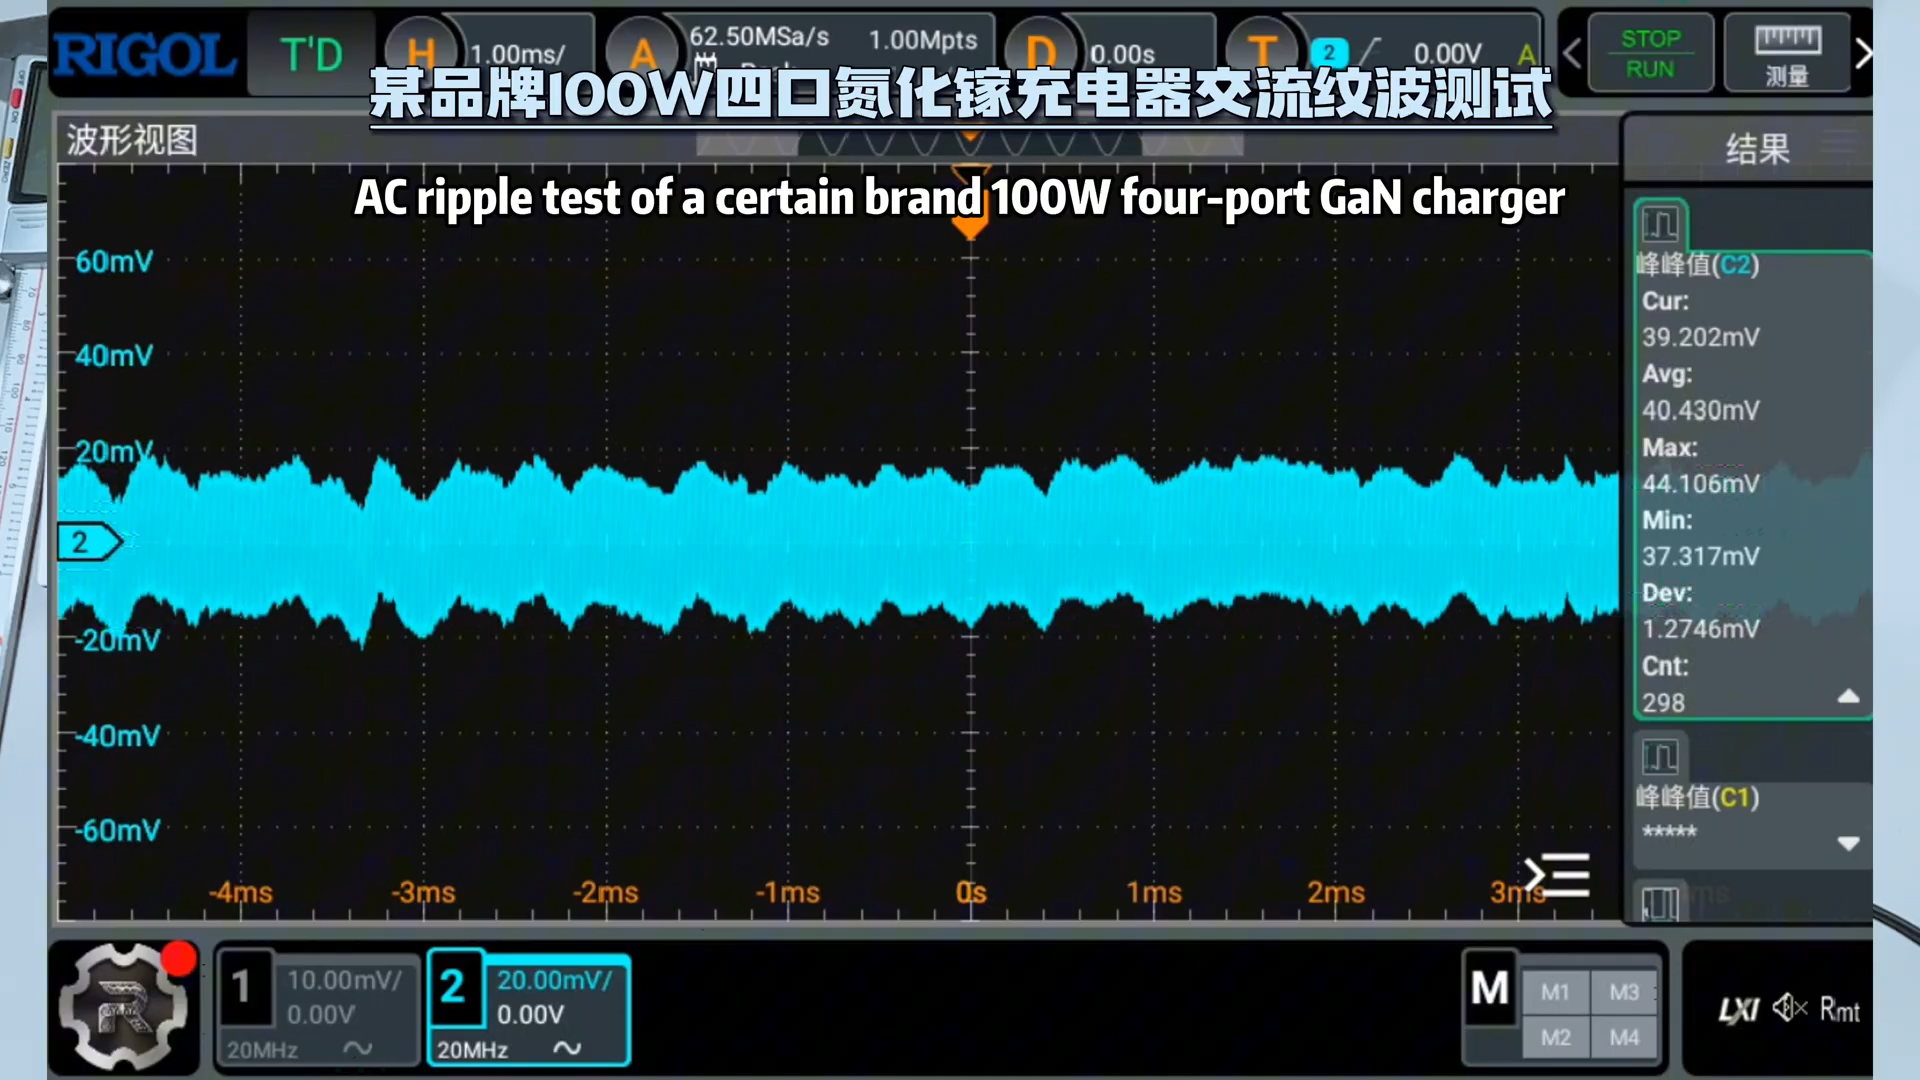 RIGOL
T'D
H 1.00ms/
A 62.50MSa/s 1.00Mpts
D 0.00s
T 2 0.00V A
STOP
RUN
测量
某品牌100W四口氮化镓充电器交流纹波测试
AC ripple test of a certain brand 100W four-port GaN charger
波形视图
60mV
40mV
20mV
2
-20mV
-40mV
-60mV
-4ms -3ms -2ms -1ms 0s 1ms 2ms 3ms
结果
峰峰值(C2)
Cur:
39.202mV
Avg:
40.430mV
Max:
44.106mV
Min:
37.317mV
Dev:
1.2746mV
Cnt:
298
峰峰值(C1)
*****
1 10.00mV/
0.00V
20MHz
2 20.00mV/
0.00V
20MHz
M M1 M3
M2 M4
LXI Rmt